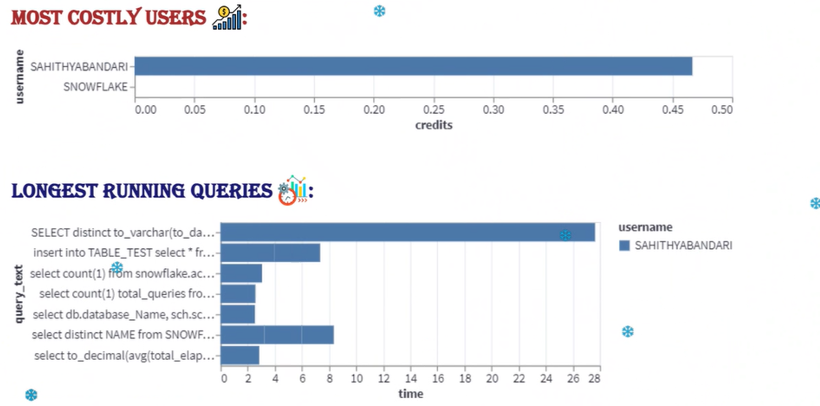 MOST COSTLY USERS :
username
SAHITHYABANDARI
SNOWFLAKE
0.00 0.05 0.10 0.15 0.20 0.25 0.30 0.35 0.40 0.45 0.50
credits
LONGEST RUNNING QUERIES :
query_text
SELECT distinct to_varchar(to_da…
insert into TABLE_TEST select * fr…
select count(1) from snowflake.ac…
select count(1) total_queries fro…
select db.database_Name, sch.sc…
select distinct NAME from SNOWF…
select to_decimal(avg(total_elap…
0 2 4 6 8 10 12 14 16 18 20 22 24 26 28
time
username
SAHITHYABANDARI